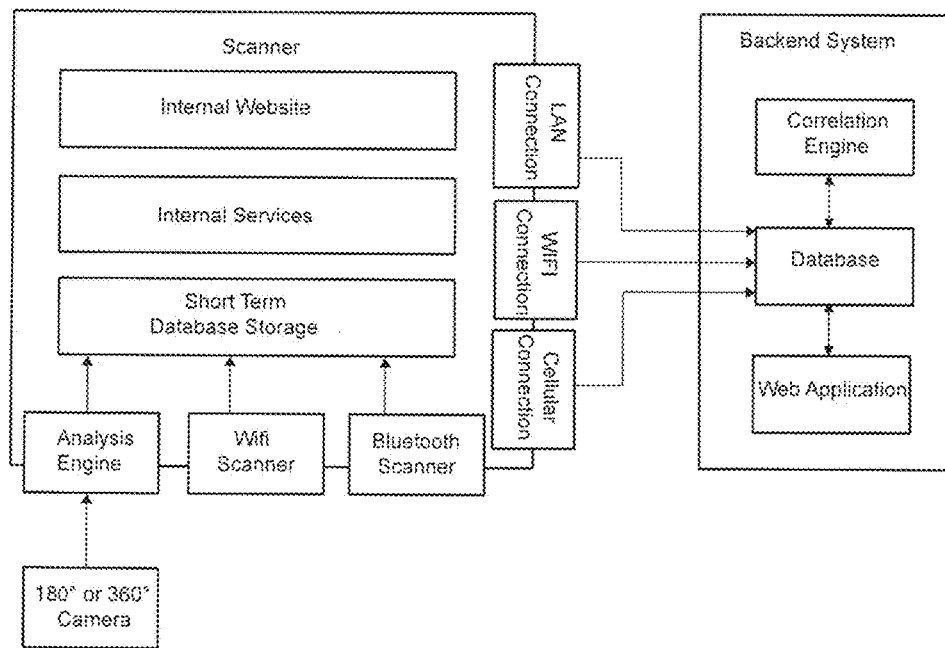 Scanner
Internal Website
Internal Services
Short Term
Database Storage
Analysis
Engine
Wifi
Scanner
Bluetooth
Scanner
180° or 360°
Camera
LAN
Connection
WIFI
Connection
Cellular
Connection
Backend System
Correlation
Engine
Database
Web Application